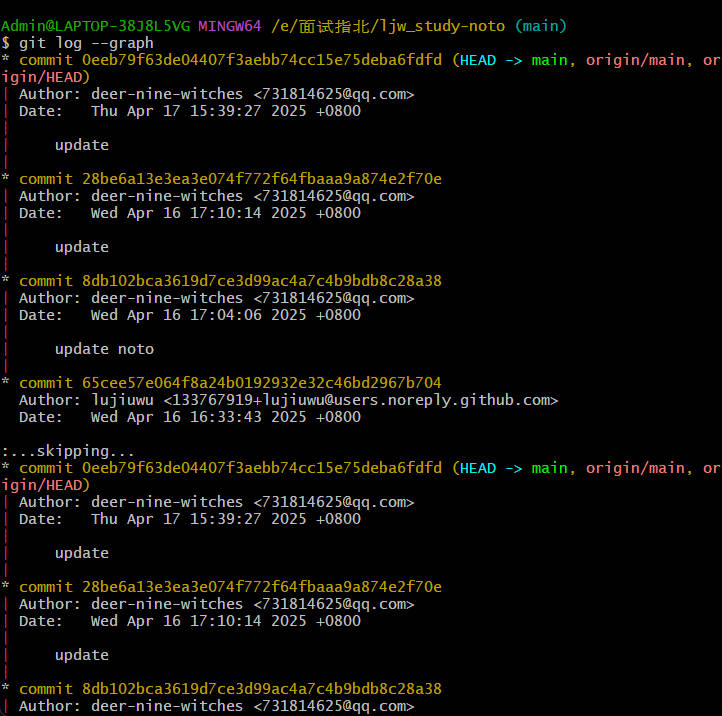 Admin@LAPTOP-38J8L5VG MINGW64 /e/面试指北/ljw_study-noto (main)
$ git log --graph
* commit 0eeb79f63de04407f3aebb74cc15e75deba6fdfd (HEAD -> main, origin/main, or
igin/HEAD)
| Author: deer-nine-witches <731814625@qq.com>
| Date:   Thu Apr 17 15:39:27 2025 +0800
|
|     update
|
* commit 28be6a13e3ea3e074f772f64fbaaa9a874e2f70e
| Author: deer-nine-witches <731814625@qq.com>
| Date:   Wed Apr 16 17:10:14 2025 +0800
|
|     update
|
* commit 8db102bca3619d7ce3d99ac4a7c4b9bdb8c28a38
| Author: deer-nine-witches <731814625@qq.com>
| Date:   Wed Apr 16 17:04:06 2025 +0800
|
|     update noto
|
* commit 65cee57e064f8a24b0192932e32c46bd2967b704
  Author: lujiuwu <133767919+lujiuwu@users.noreply.github.com>
  Date:   Wed Apr 16 16:33:43 2025 +0800

:...skipping...
* commit 0eeb79f63de04407f3aebb74cc15e75deba6fdfd (HEAD -> main, origin/main, or
igin/HEAD)
| Author: deer-nine-witches <731814625@qq.com>
| Date:   Thu Apr 17 15:39:27 2025 +0800
|
|     update
|
* commit 28be6a13e3ea3e074f772f64fbaaa9a874e2f70e
| Author: deer-nine-witches <731814625@qq.com>
| Date:   Wed Apr 16 17:10:14 2025 +0800
|
|     update
|
* commit 8db102bca3619d7ce3d99ac4a7c4b9bdb8c28a38
| Author: deer-nine-witches <731814625@qq.com>